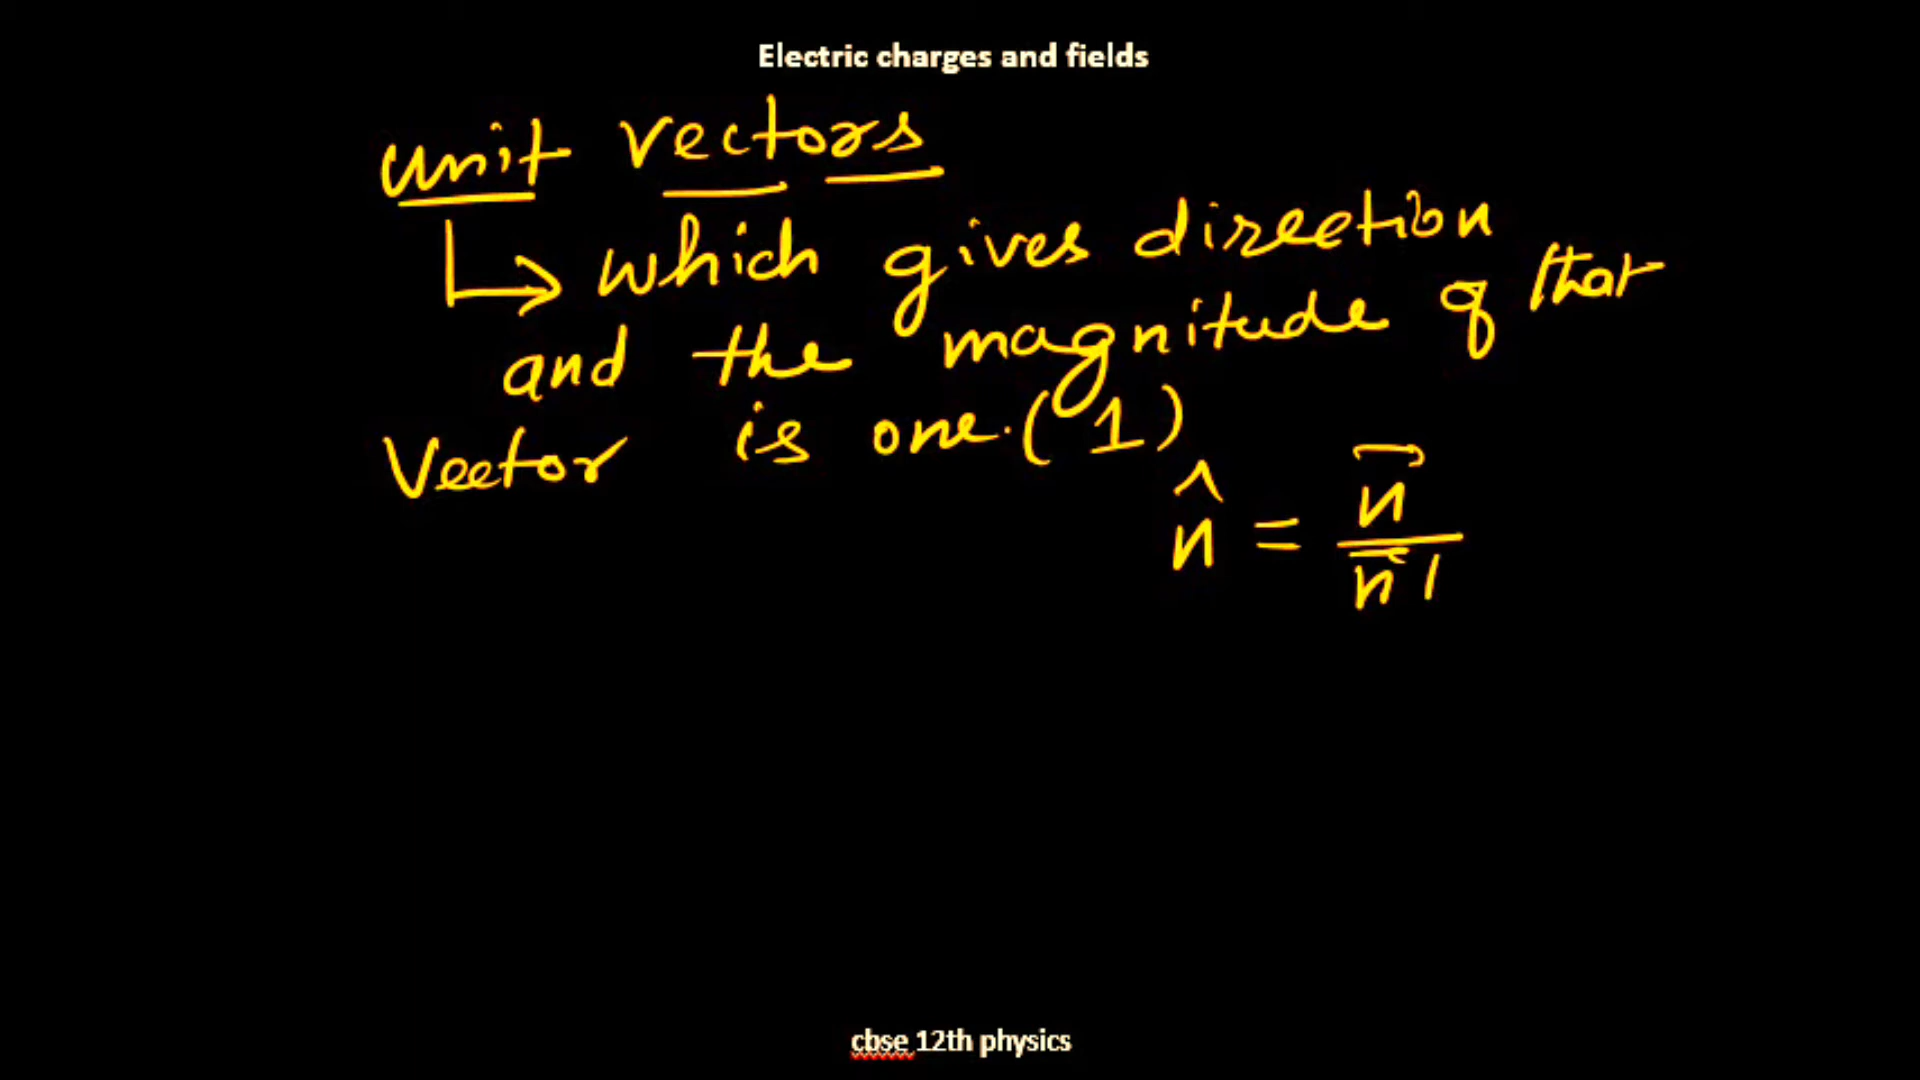 Electric charges and fields
unit vectors
↳ which gives direction
and the magnitude of that
Vector is one. (1)
n̂ = n⃗ / n⃗ |
cbse 12th physics